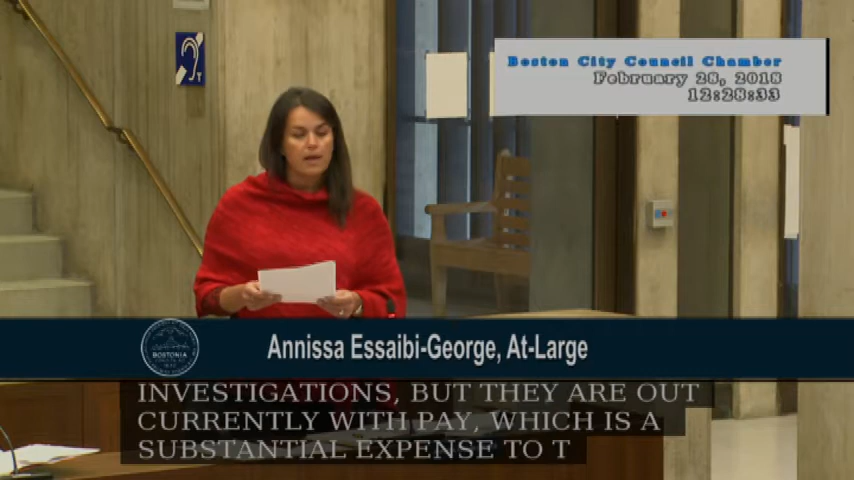 Boston City Council Chamber
February 28, 2018
12:28:33
BOSTONIA
Annissa Essaibi-George, At-Large
INVESTIGATIONS, BUT THEY ARE OUT
CURRENTLY WITH PAY, WHICH IS A
SUBSTANTIAL EXPENSE TO T